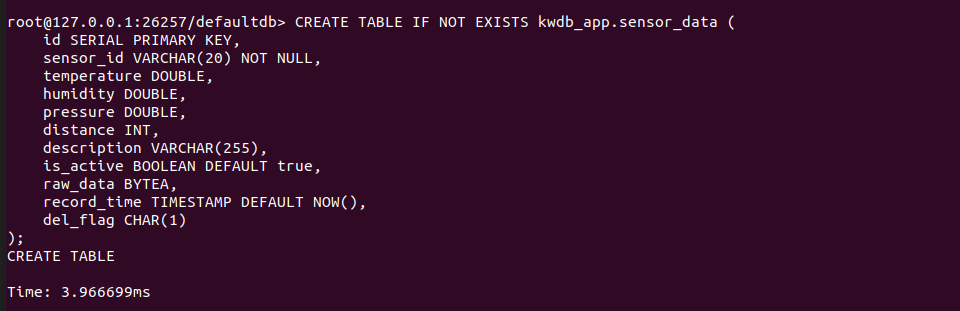 root@127.0.0.1:26257/defaultdb> CREATE TABLE IF NOT EXISTS kwdb_app.sensor_data (
    id SERIAL PRIMARY KEY,
    sensor_id VARCHAR(20) NOT NULL,
    temperature DOUBLE,
    humidity DOUBLE,
    pressure DOUBLE,
    distance INT,
    description VARCHAR(255),
    is_active BOOLEAN DEFAULT true,
    raw_data BYTEA,
    record_time TIMESTAMP DEFAULT NOW(),
    del_flag CHAR(1)
);
CREATE TABLE

Time: 3.966699ms